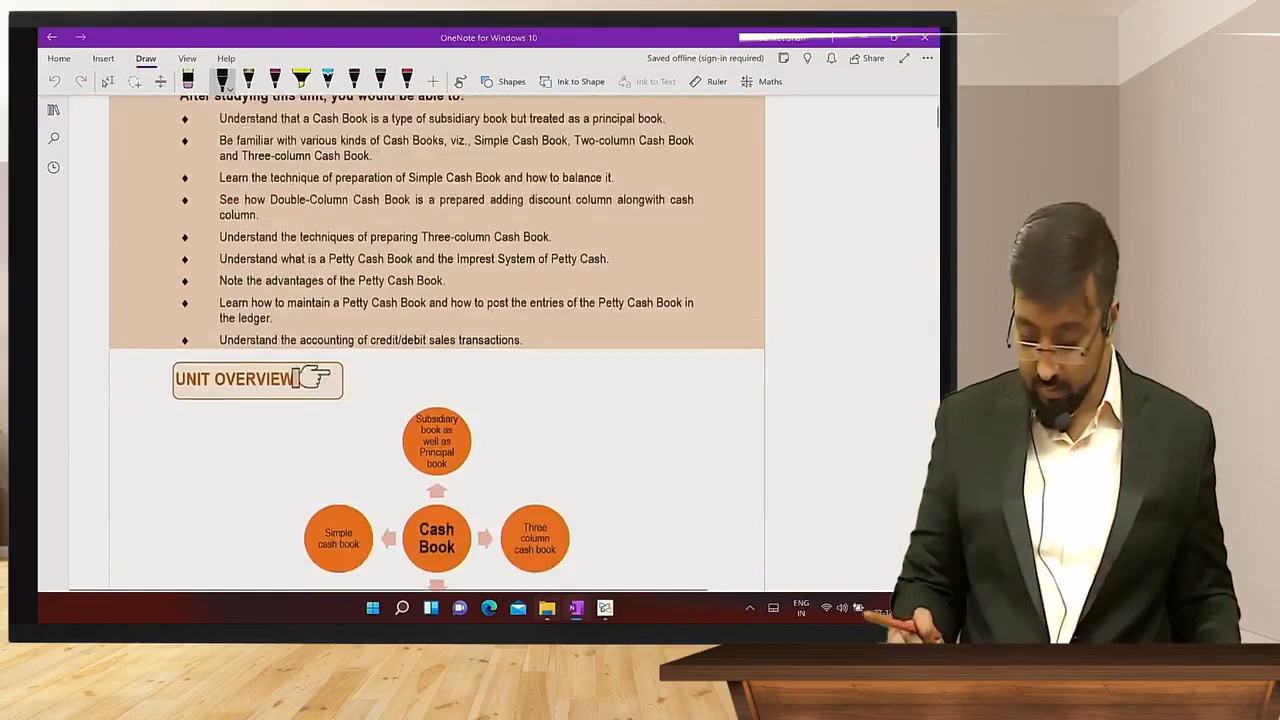 OneNote for Windows 10
Home Insert Draw View Help
Saved offline (sign-in required)
Share
Shapes Ink to Shape Ink to Text Ruler Maths
After studying this unit, you would be able to:
♦ Understand that a Cash Book is a type of subsidiary book but treated as a principal book.
♦ Be familiar with various kinds of Cash Books, viz., Simple Cash Book, Two-column Cash Book
and Three-column Cash Book.
♦ Learn the technique of preparation of Simple Cash Book and how to balance it.
♦ See how Double-Column Cash Book is a prepared adding discount column alongwith cash
column.
♦ Understand the techniques of preparing Three-column Cash Book.
♦ Understand what is a Petty Cash Book and the Imprest System of Petty Cash.
♦ Note the advantages of the Petty Cash Book.
♦ Learn how to maintain a Petty Cash Book and how to post the entries of the Petty Cash Book in
the ledger.
♦ Understand the accounting of credit/debit sales transactions.
UNIT OVERVIEW
Subsidiary
book as
well as
Principal
book
Simple
cash book
Cash
Book
Three
column
cash book
ENG
IN